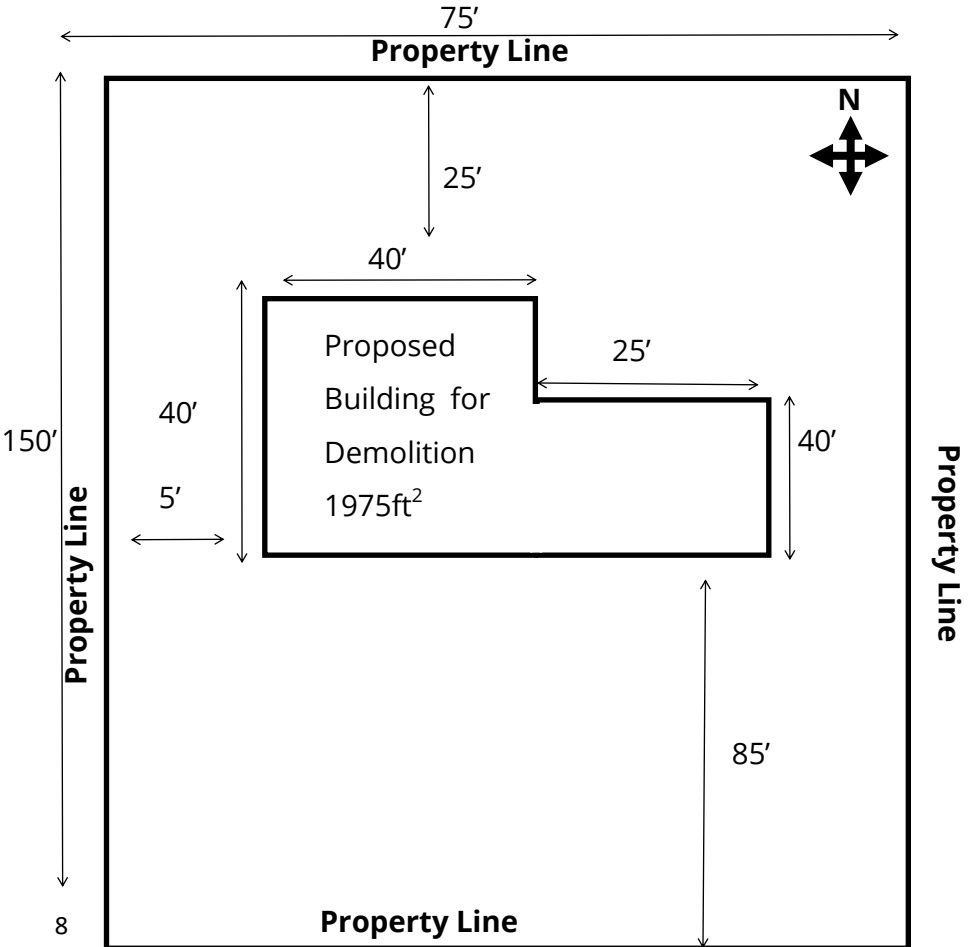 75’
Property Line
N
25’
40’
Proposed
Building for
Demolition
1975ft²
25’
40’
5’
150’
40’
Property Line
Property Line
85’
8
Property Line